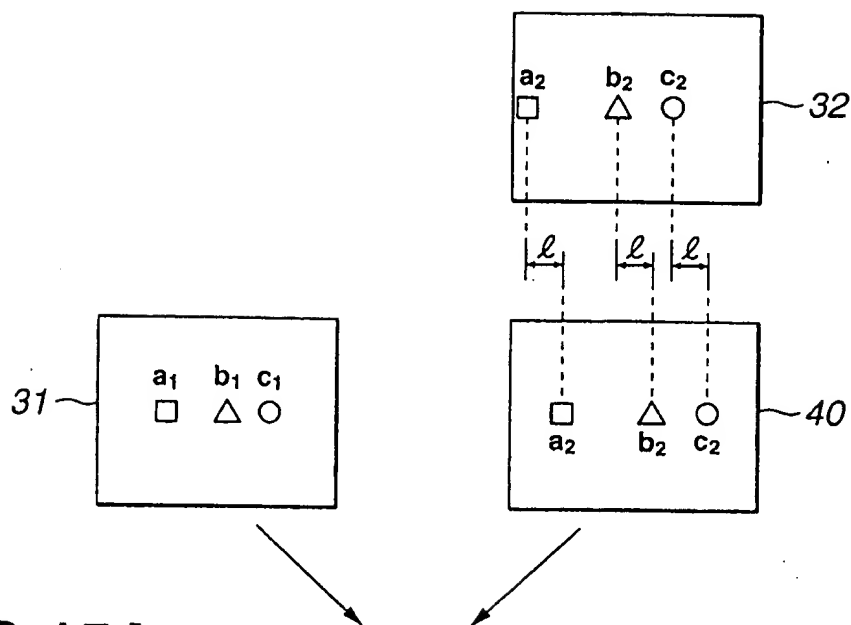 a₂ b₂ c₂
32
ℓ ℓ ℓ
a₁ b₁ c₁
31
40
a₂ b₂ c₂